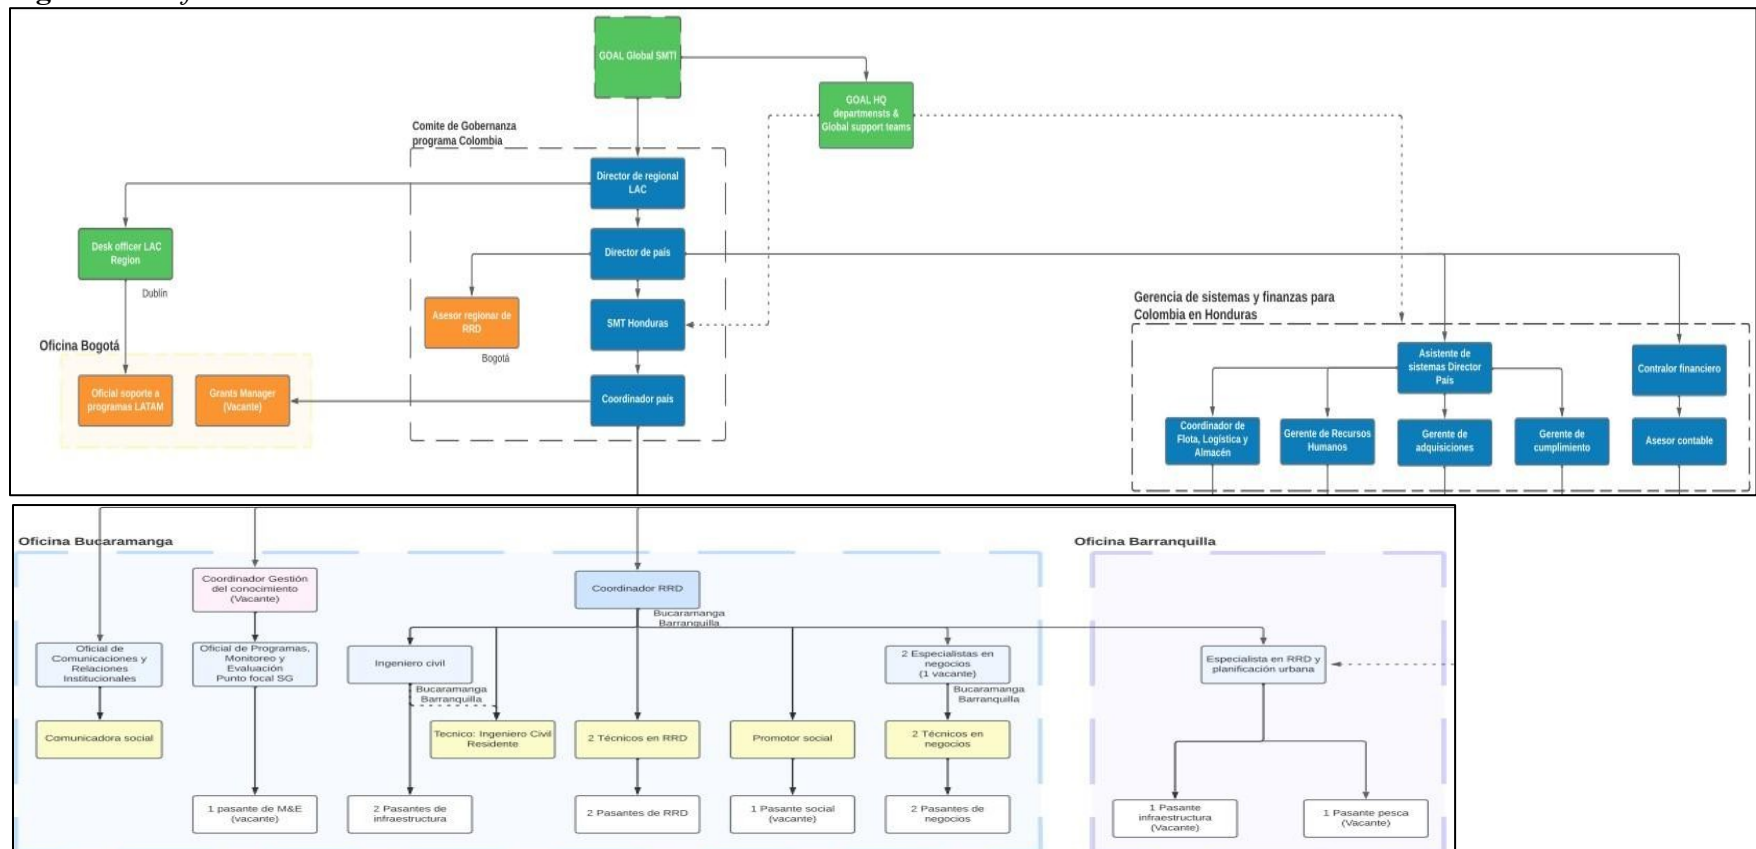 GOAL Global SMTl
GOAL HQ
departmensts &
Global support teams
Comite de Gobernanza
programa Colombia
Director de regional
LAC
Desk officer LAC
Region
Dublín
Director de país
Asesor regionar de
RRD
Bogotá
SMT Honduras
Gerencia de sistemas y finanzas para
Colombia en Honduras
Oficina Bogotá
Oficial soporte a
programas LATAM
Grants Manager
(Vacante)
Coordinador país
Asistente de
sistemas Director
País
Contralor financiero
Coordinador de
Flota, Logística y
Almacén
Gerente de Recursos
Humanos
Gerente de
adquisiciones
Gerente de
cumplimiento
Asesor contable
Oficina Bucaramanga
Oficina Barranquilla
Coordinador Gestión
del conocimiento
(Vacante)
Coordinador RRD
Bucaramanga
Barranguilla
Oficial de
Comunicaciones y
Relaciones
Institucionales
Oficial de Programas,
Monitoreo y
Evaluación
Punto focal SG
Ingeniero civil
Bucaramanga
Barranquilla
2 Especialistas en
negocios
(1 vacante)
Bucaramanga
Barranquilla
Especialista en RRD y
planificación urbana
Comunicadora social
Tecnico: Ingeniero Civil
Residente
2 Técnicos en RRD
Promotor social
2 Técnicos en
negocios
1 pasante de M&E
(vacante)
2 Pasantes de
infraestructura
2 Pasantes de RRD
1 Pasante social
(vacante)
2 Pasantes de
negocios
1 Pasante
infraestructura
(Vacante)
1 Pasante pesca
(Vacante)